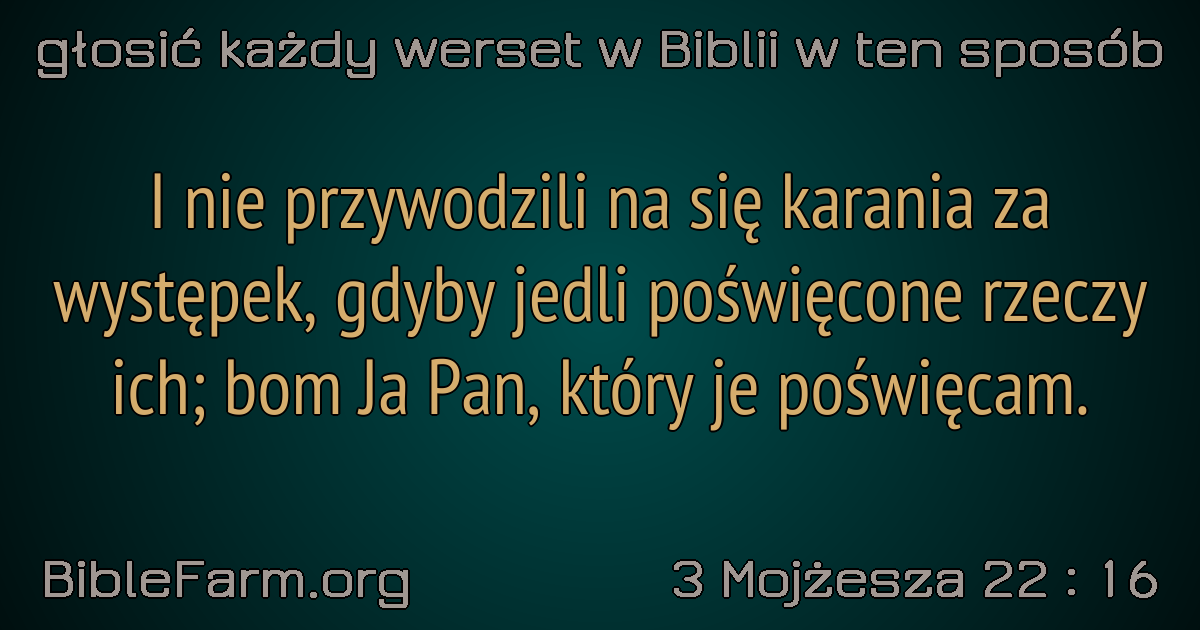 głosić każdy werset w Biblii w ten sposób
I nie przywodzili na się karania za
występek, gdyby jedli poświęcone rzeczy
ich; bom Ja Pan, który je poświęcam.
BibleFarm.org
3 Mojżesza 22 : 16